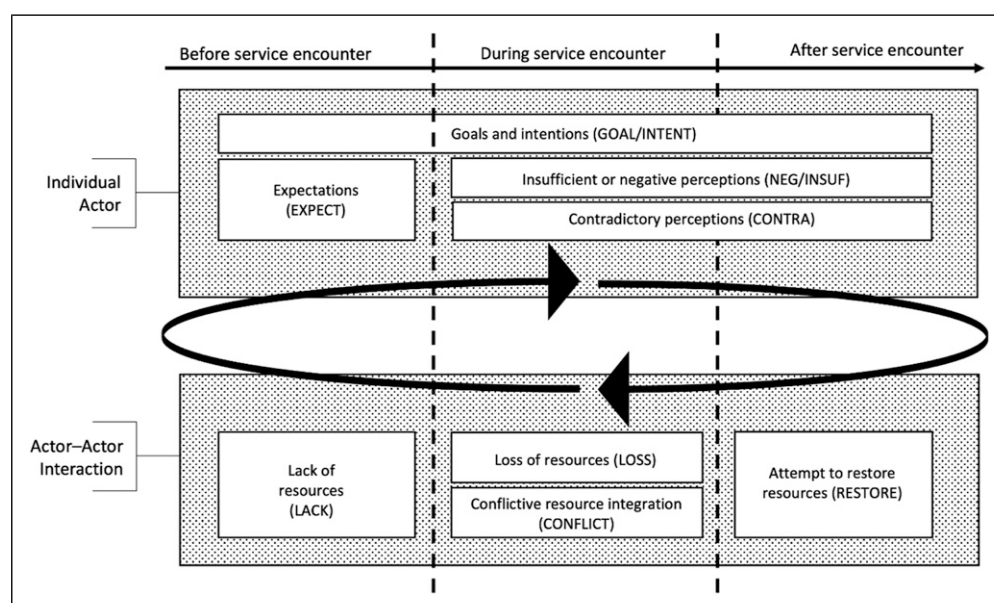 Before service encounter
During service encounter
After service encounter
Goals and intentions (GOAL/INTENT)
Individual
Actor
Expectations
(EXPECT)
Insufficient or negative perceptions (NEG/INSUF)
Contradictory perceptions (CONTRA)
Actor–Actor
Interaction
Lack of
resources
(LACK)
Loss of resources (LOSS)
Conflictive resource integration
(CONFLICT)
Attempt to restore
resources (RESTORE)